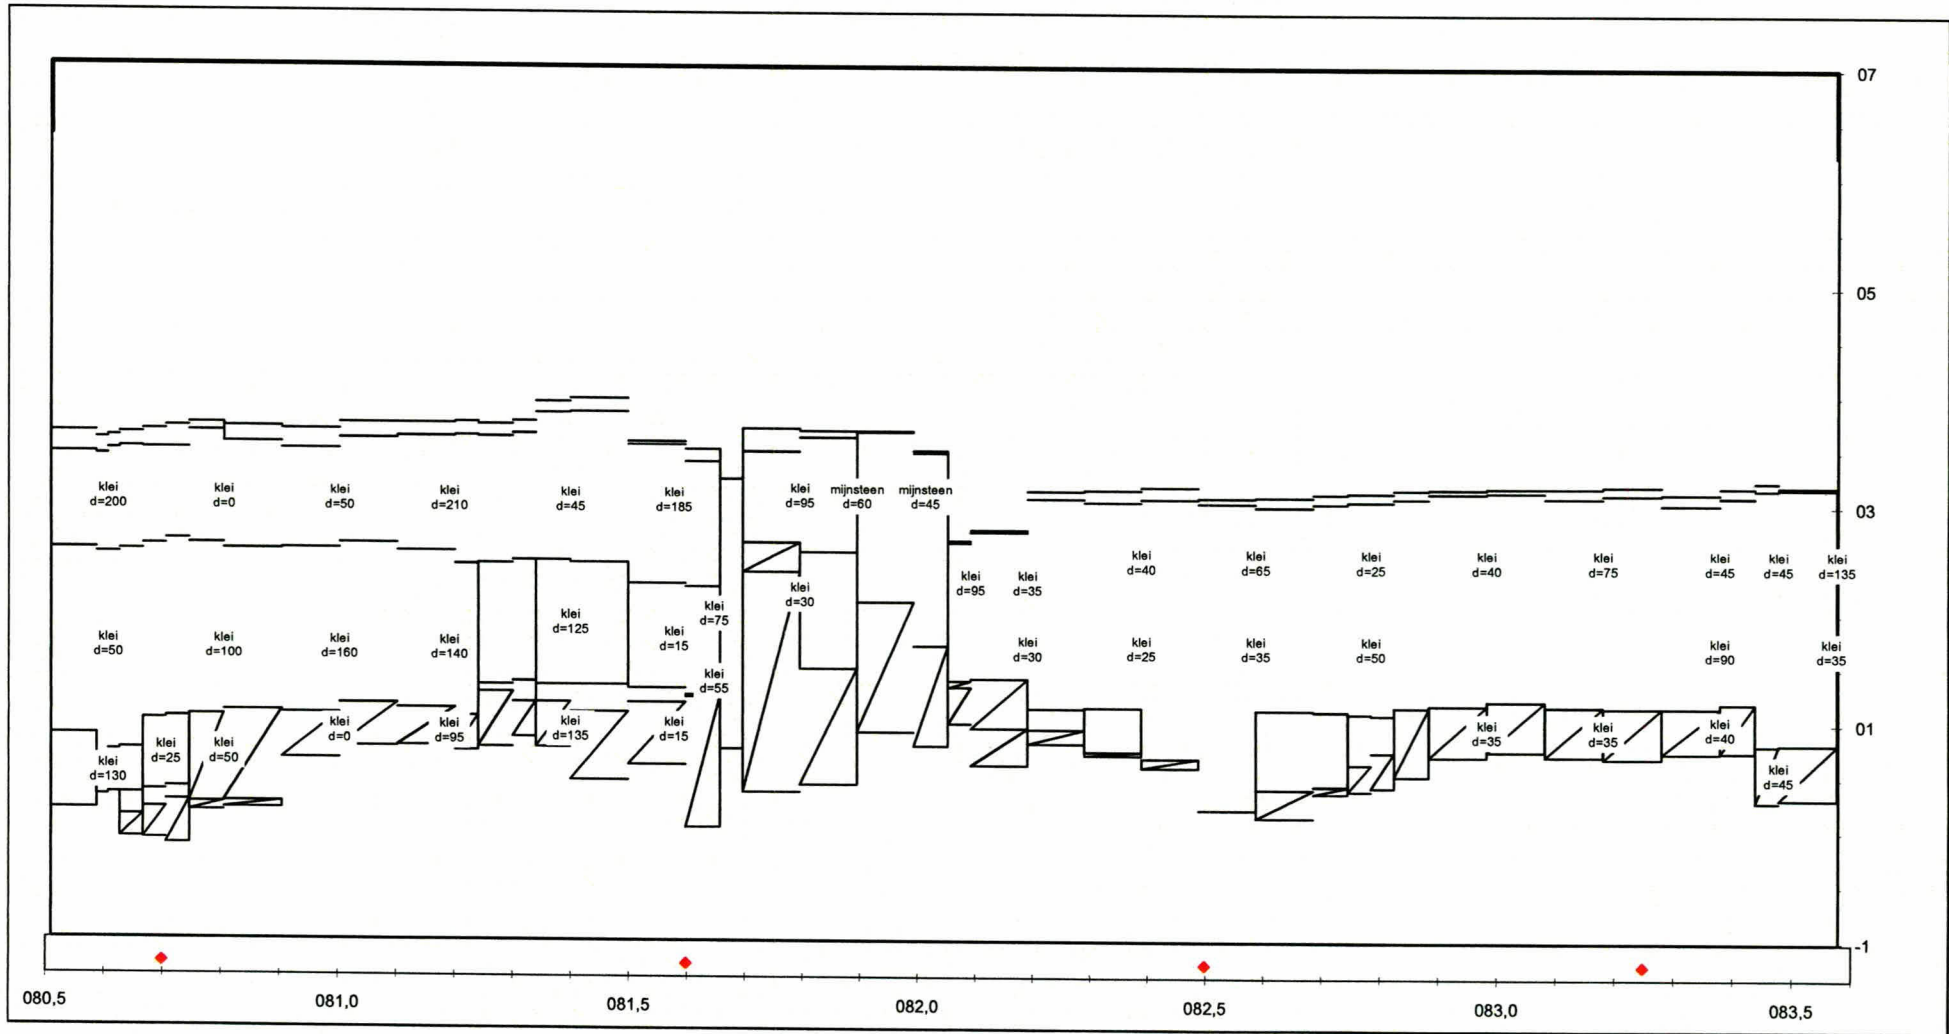 07
05
03
01
-1
klei
d=200
klei
d=0
klei
d=50
klei
d=210
klei
d=45
klei
d=185
klei
d=95
mijnsteen
d=60
mijnsteen
d=45
klei
d=95
klei
d=35
klei
d=40
klei
d=65
klei
d=25
klei
d=40
klei
d=75
klei
d=45
klei
d=45
klei
d=135
klei
d=50
klei
d=100
klei
d=160
klei
d=140
klei
d=125
klei
d=15
klei
d=75
klei
d=30
klei
d=30
klei
d=25
klei
d=35
klei
d=50
klei
d=90
klei
d=35
klei
d=55
klei
d=130
klei
d=25
klei
d=50
klei
d=0
klei
d=95
klei
d=135
klei
d=15
klei
d=35
klei
d=35
klei
d=40
klei
d=45
080,5
081,0
081,5
082,0
082,5
083,0
083,5